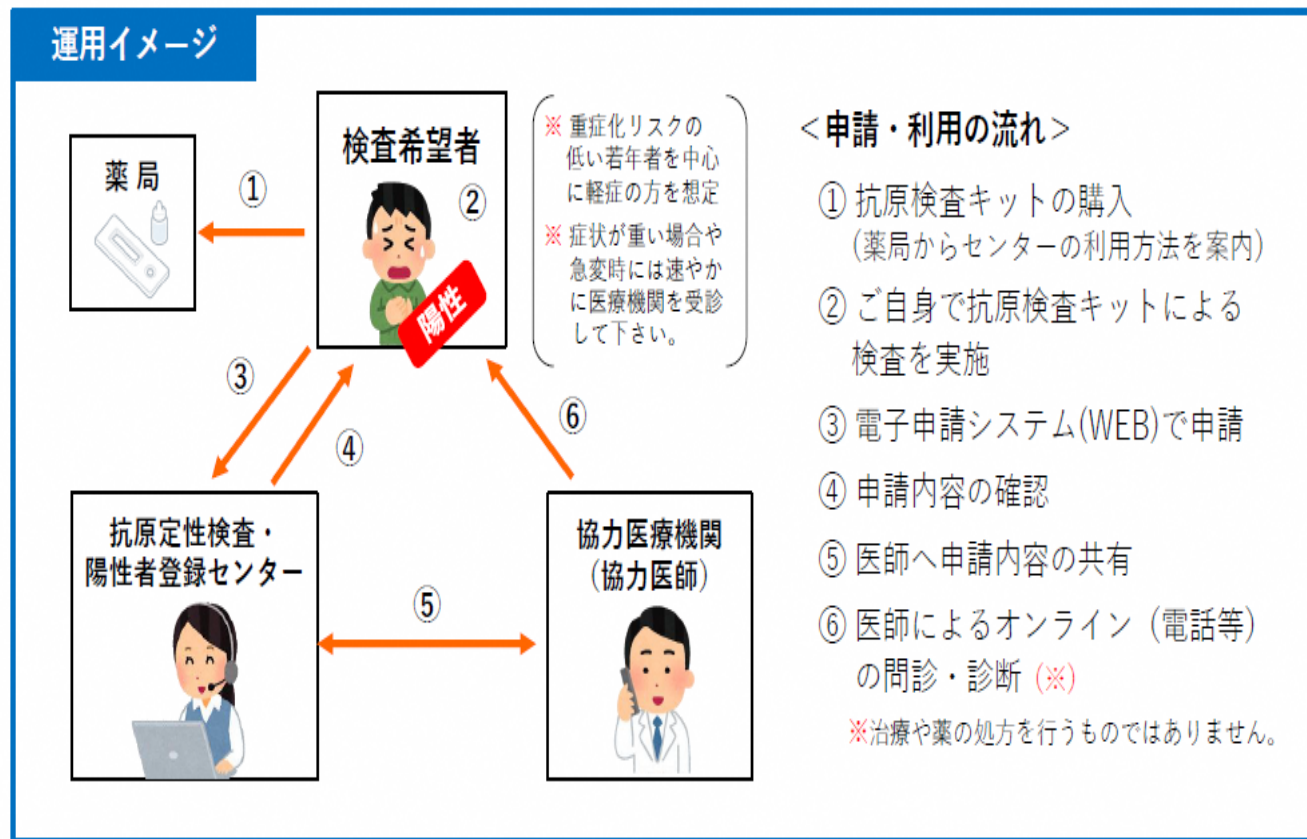 運用イメージ
薬局
①
検査希望者
②
陽性
※ 重症化リスクの
低い若年者を中心
に軽症の方を想定
※ 症状が重い場合や
急変時には速やか
に医療機関を受診
して下さい。
③
④
⑥
抗原定性検査・
陽性者登録センター
⑤
協力医療機関
（協力医師）
＜申請・利用の流れ＞
① 抗原検査キットの購入
(薬局からセンターの利用方法を案内)
② ご自身で抗原検査キットによる
検査を実施
③ 電子申請システム(WEB)で申請
④ 申請内容の確認
⑤ 医師へ申請内容の共有
⑥ 医師によるオンライン（電話等）
の問診・診断 (※)
※治療や薬の処方を行うものではありません。